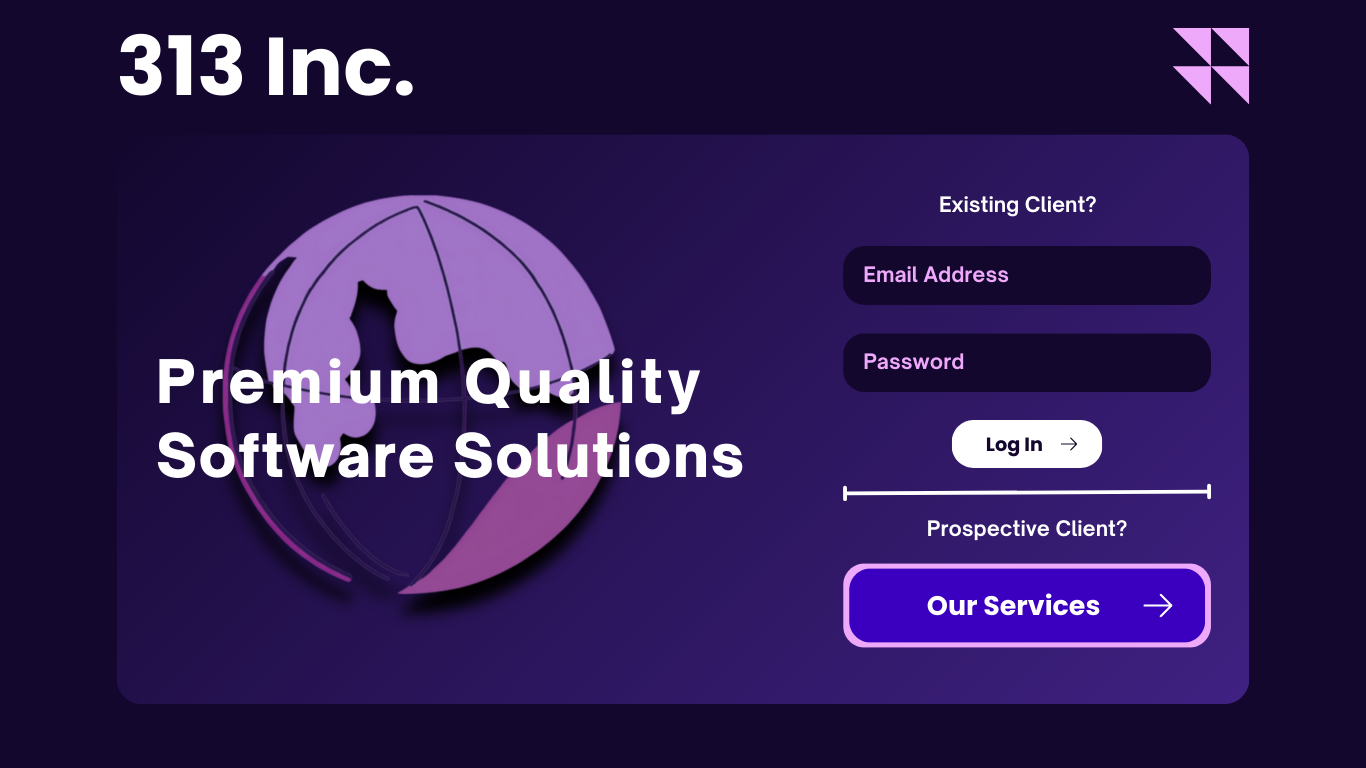 313 Inc.
Premium Quality
Software Solutions
Existing Client?
Email Address
Password
Log In
Prospective Client?
Our Services